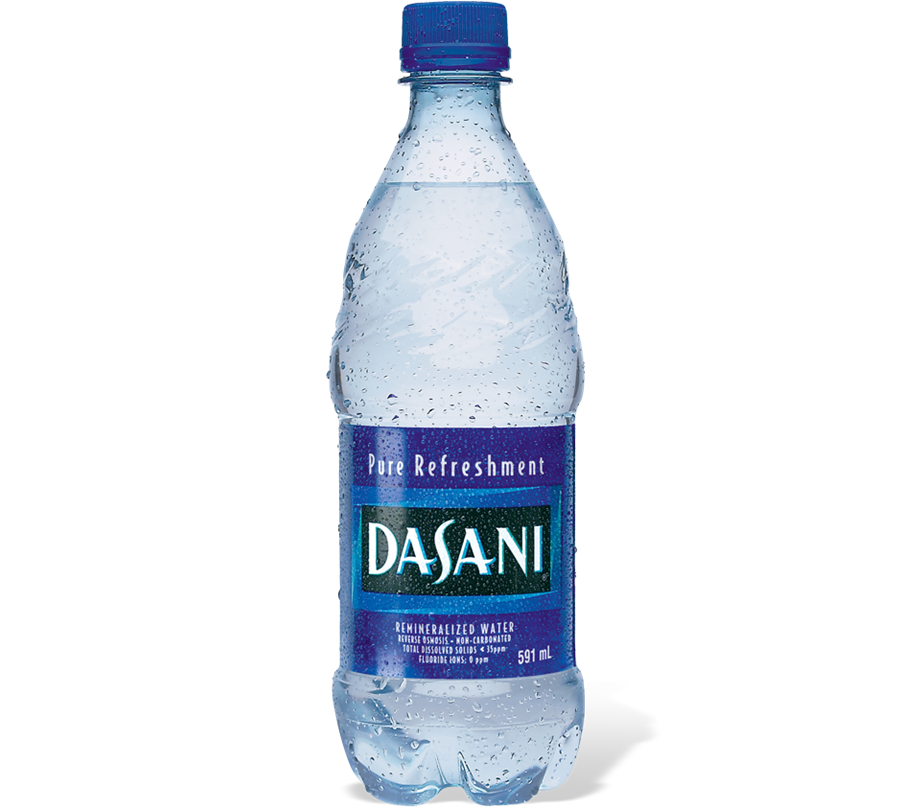 Pure Refreshment
DASANI
REMINERALIZED WATER
REVERSE OSMOSIS • NON-CARBONATED
TOTAL DISSOLVED SOLIDS < 35ppm
FLUORIDE IONS: 0 ppm
591 mL